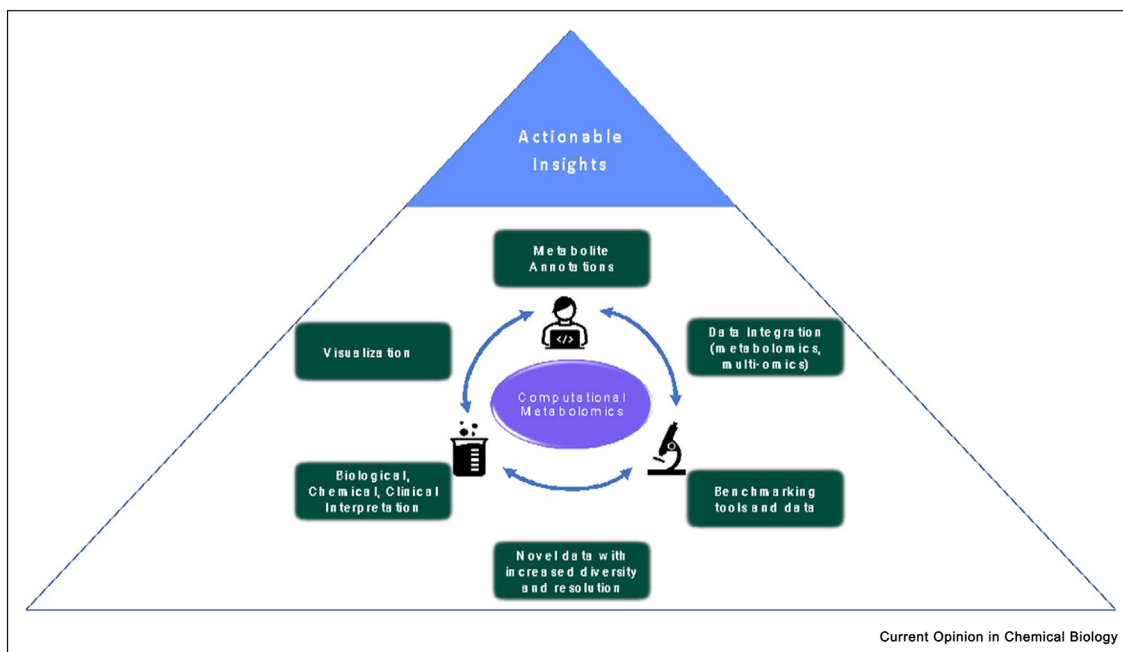 Actionable
Insights
Metabolite
Annotations
</>
Visualization
Data Integration
(metabolomics,
multi-omics)
Computational
Metabolomics
Biological,
Chemical, Clinical
Interpretation
Benchmarking
tools and data
Novel data with
increased diversity
and resolution
Current Opinion in Chemical Biology